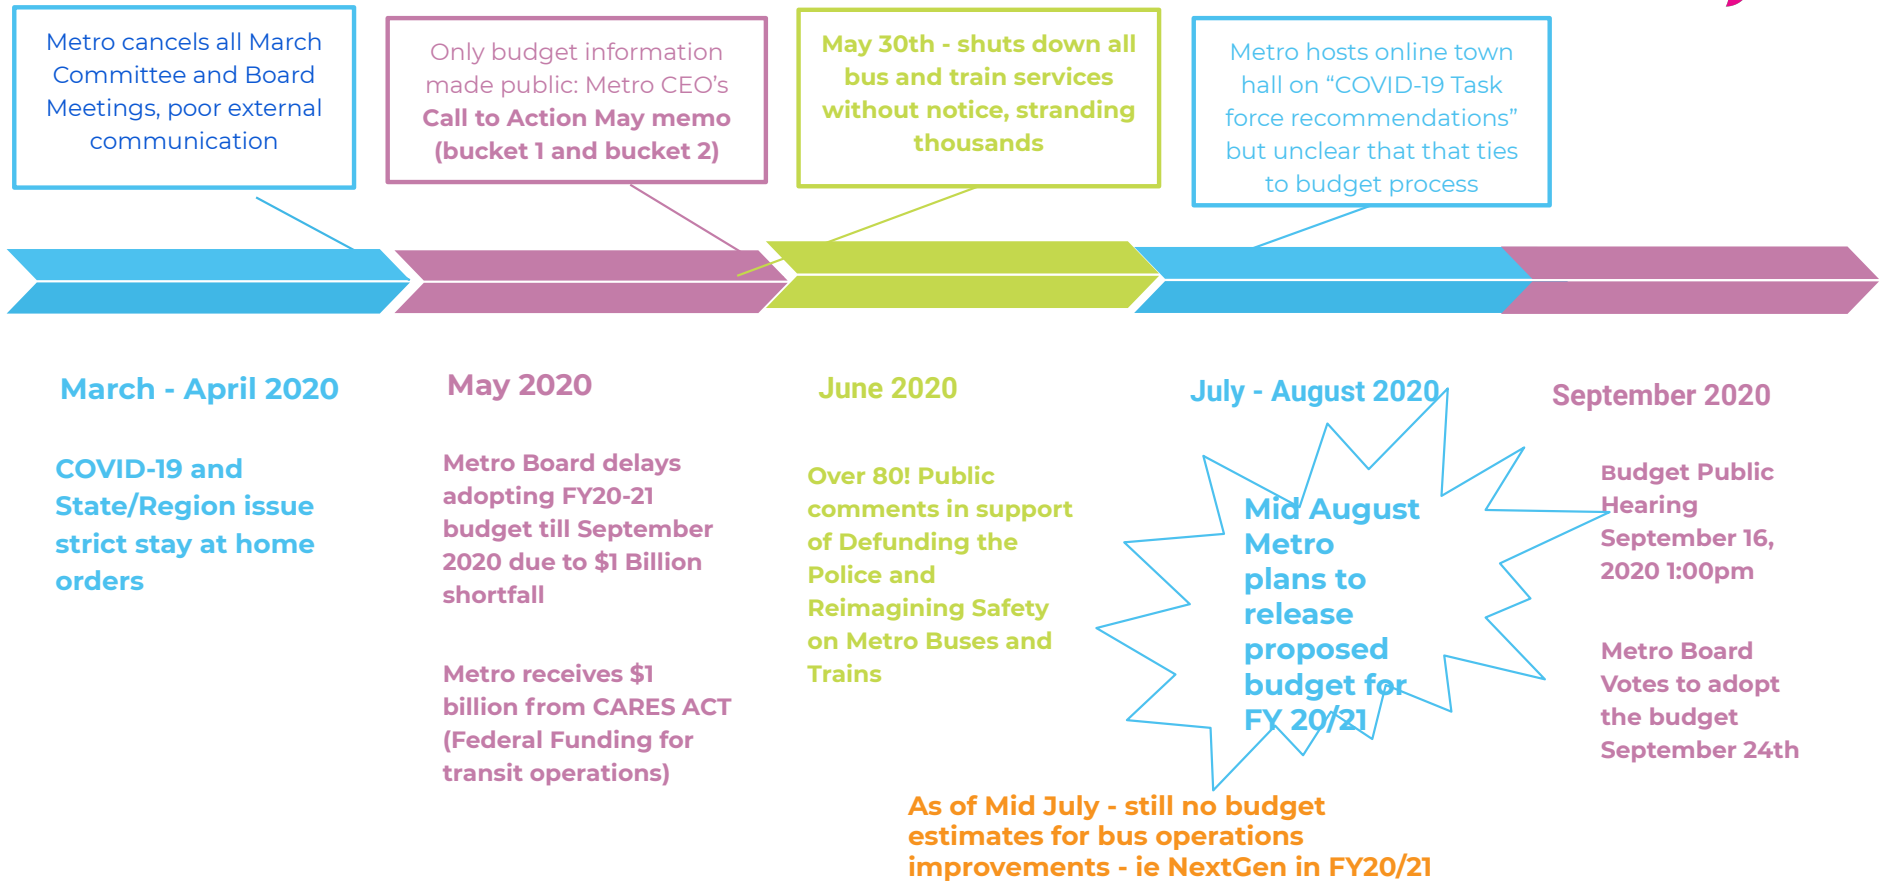 Metro cancels all March
Committee and Board
Meetings, poor external
communication
Only budget information
made public: Metro CEO’s
Call to Action May memo
(bucket 1 and bucket 2)
May 30th - shuts down all
bus and train services
without notice, stranding
thousands
Metro hosts online town
hall on “COVID-19 Task
force recommendations”
but unclear that that ties
to budget process
March - April 2020
COVID-19 and
State/Region issue
strict stay at home
orders
May 2020
Metro Board delays
adopting FY20-21
budget till September
2020 due to $1 Billion
shortfall
Metro receives $1
billion from CARES ACT
(Federal Funding for
transit operations)
June 2020
Over 80! Public
comments in support
of Defunding the
Police and
Reimagining Safety
on Metro Buses and
Trains
July - August 2020
Mid August
Metro
plans to
release
proposed
budget for
FY 20/21
As of Mid July - still no budget
estimates for bus operations
improvements - ie NextGen in FY20/21
September 2020
Budget Public
Hearing
September 16,
2020 1:00pm
Metro Board
Votes to adopt
the budget
September 24th